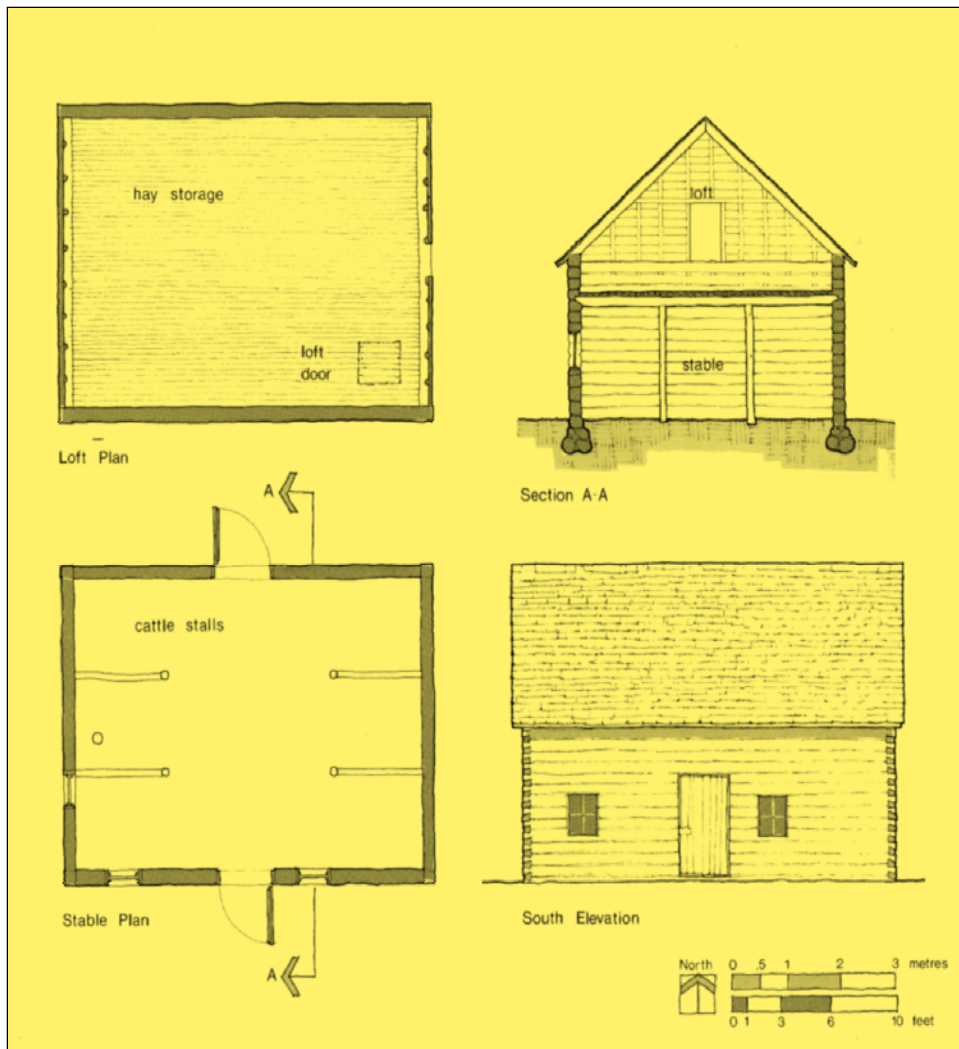 hay storage
loft
door
Loft Plan
loft
stable
Section A·A
A
cattle stalls
A
Stable Plan
South Elevation
North
0 .5 1 2 3 metres
0 1 3 6 10 feet